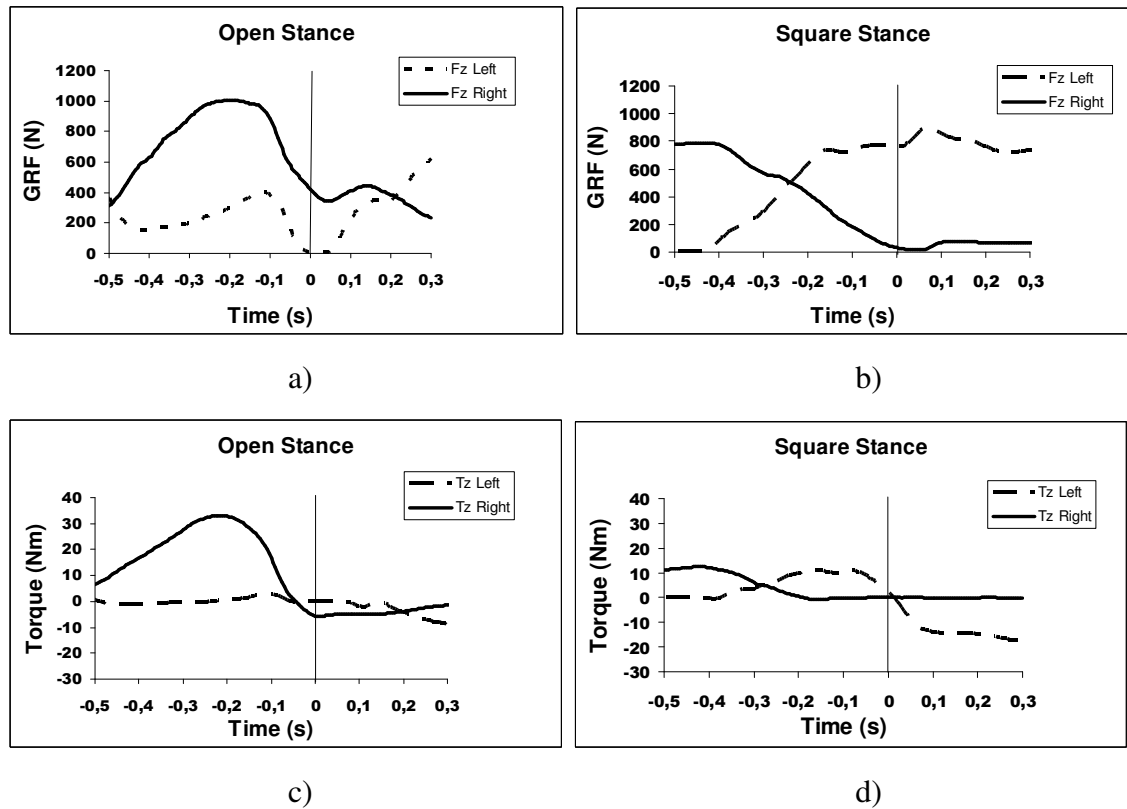 Open Stance
Fz Left
Fz Right
GRF (N)
1200
1000
800
600
400
200
0
-0,5 -0,4 -0,3 -0,2 -0,1 0 0,1 0,2 0,3
Time (s)
a)
Square Stance
Fz Left
Fz Right
GRF (N)
1200
1000
800
600
400
200
0
-0,5 -0,4 -0,3 -0,2 -0,1 0 0,1 0,2 0,3
Time (s)
b)
Open Stance
Tz Left
Tz Right
Torque (Nm)
40
30
20
10
0
-10
-20
-30
-0,5 -0,4 -0,3 -0,2 -0,1 0 0,1 0,2 0,3
Time (s)
c)
Square Stance
Tz Left
Tz Right
Torque (Nm)
40
30
20
10
0
-10
-20
-30
-0,5 -0,4 -0,3 -0,2 -0,1 0 0,1 0,2 0,3
Time (s)
d)